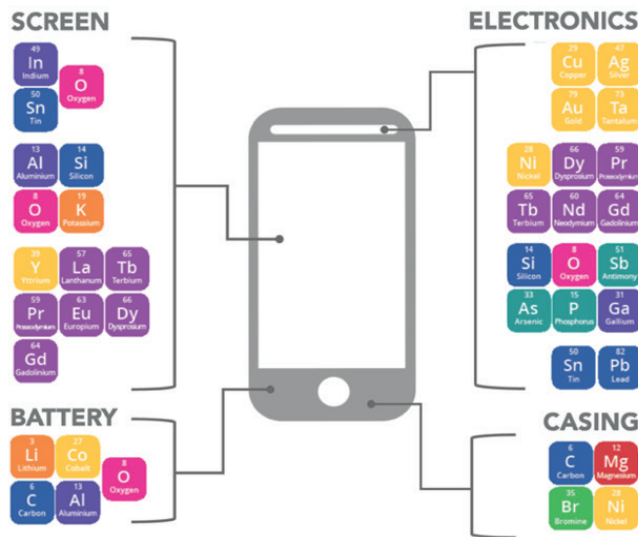 SCREEN
49
In
Indium
8
O
Oxygen
50
Sn
Tin
13
Al
Aluminium
14
Si
Silicon
8
O
Oxygen
19
K
Potassium
39
Y
Yttrium
57
La
Lanthanum
65
Tb
Terbium
59
Pr
Praseodymium
63
Eu
Europium
66
Dy
Dysprosium
64
Gd
Gadolinium
BATTERY
3
Li
Lithium
27
Co
Cobalt
8
O
Oxygen
6
C
Carbon
13
Al
Aluminium
ELECTRONICS
29
Cu
Copper
47
Ag
Silver
79
Au
Gold
73
Ta
Tantatum
28
Ni
Nickel
66
Dy
Dysprosium
59
Pr
Praseodymium
65
Tb
Terbium
60
Nd
Neodymium
64
Gd
Gadolinium
14
Si
Silicon
8
O
Oxygen
51
Sb
Antimony
33
As
Arsenic
15
P
Phosphorus
31
Ga
Gallium
50
Sn
Tin
82
Pb
Lead
CASING
6
C
Carbon
12
Mg
Magnesium
35
Br
Bromine
28
Ni
Nickel